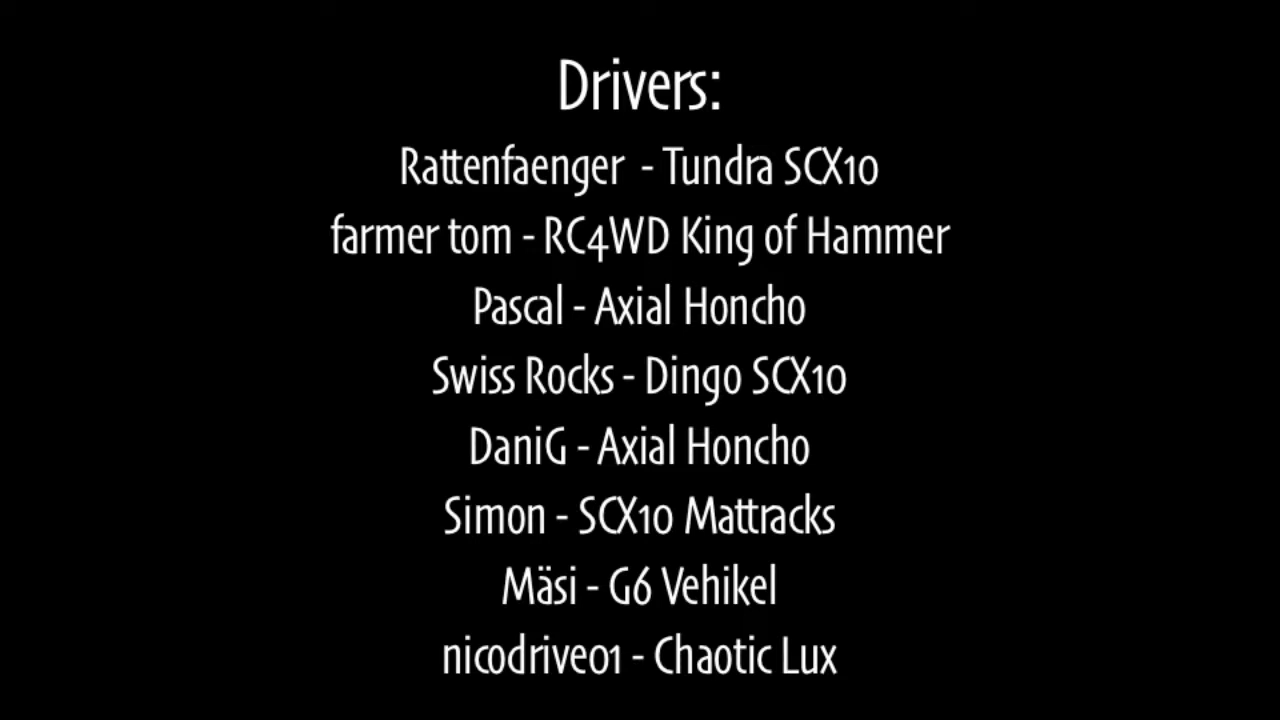 Drivers:
Rattenfaenger - Tundra SCX10
farmer tom - RC4WD King of Hammer
Pascal - Axial Honcho
Swiss Rocks - Dingo SCX10
DaniG - Axial Honcho
Simon - SCX10 Mattracks
Mäsi - G6 Vehikel
nicodrive01 - Chaotic Lux